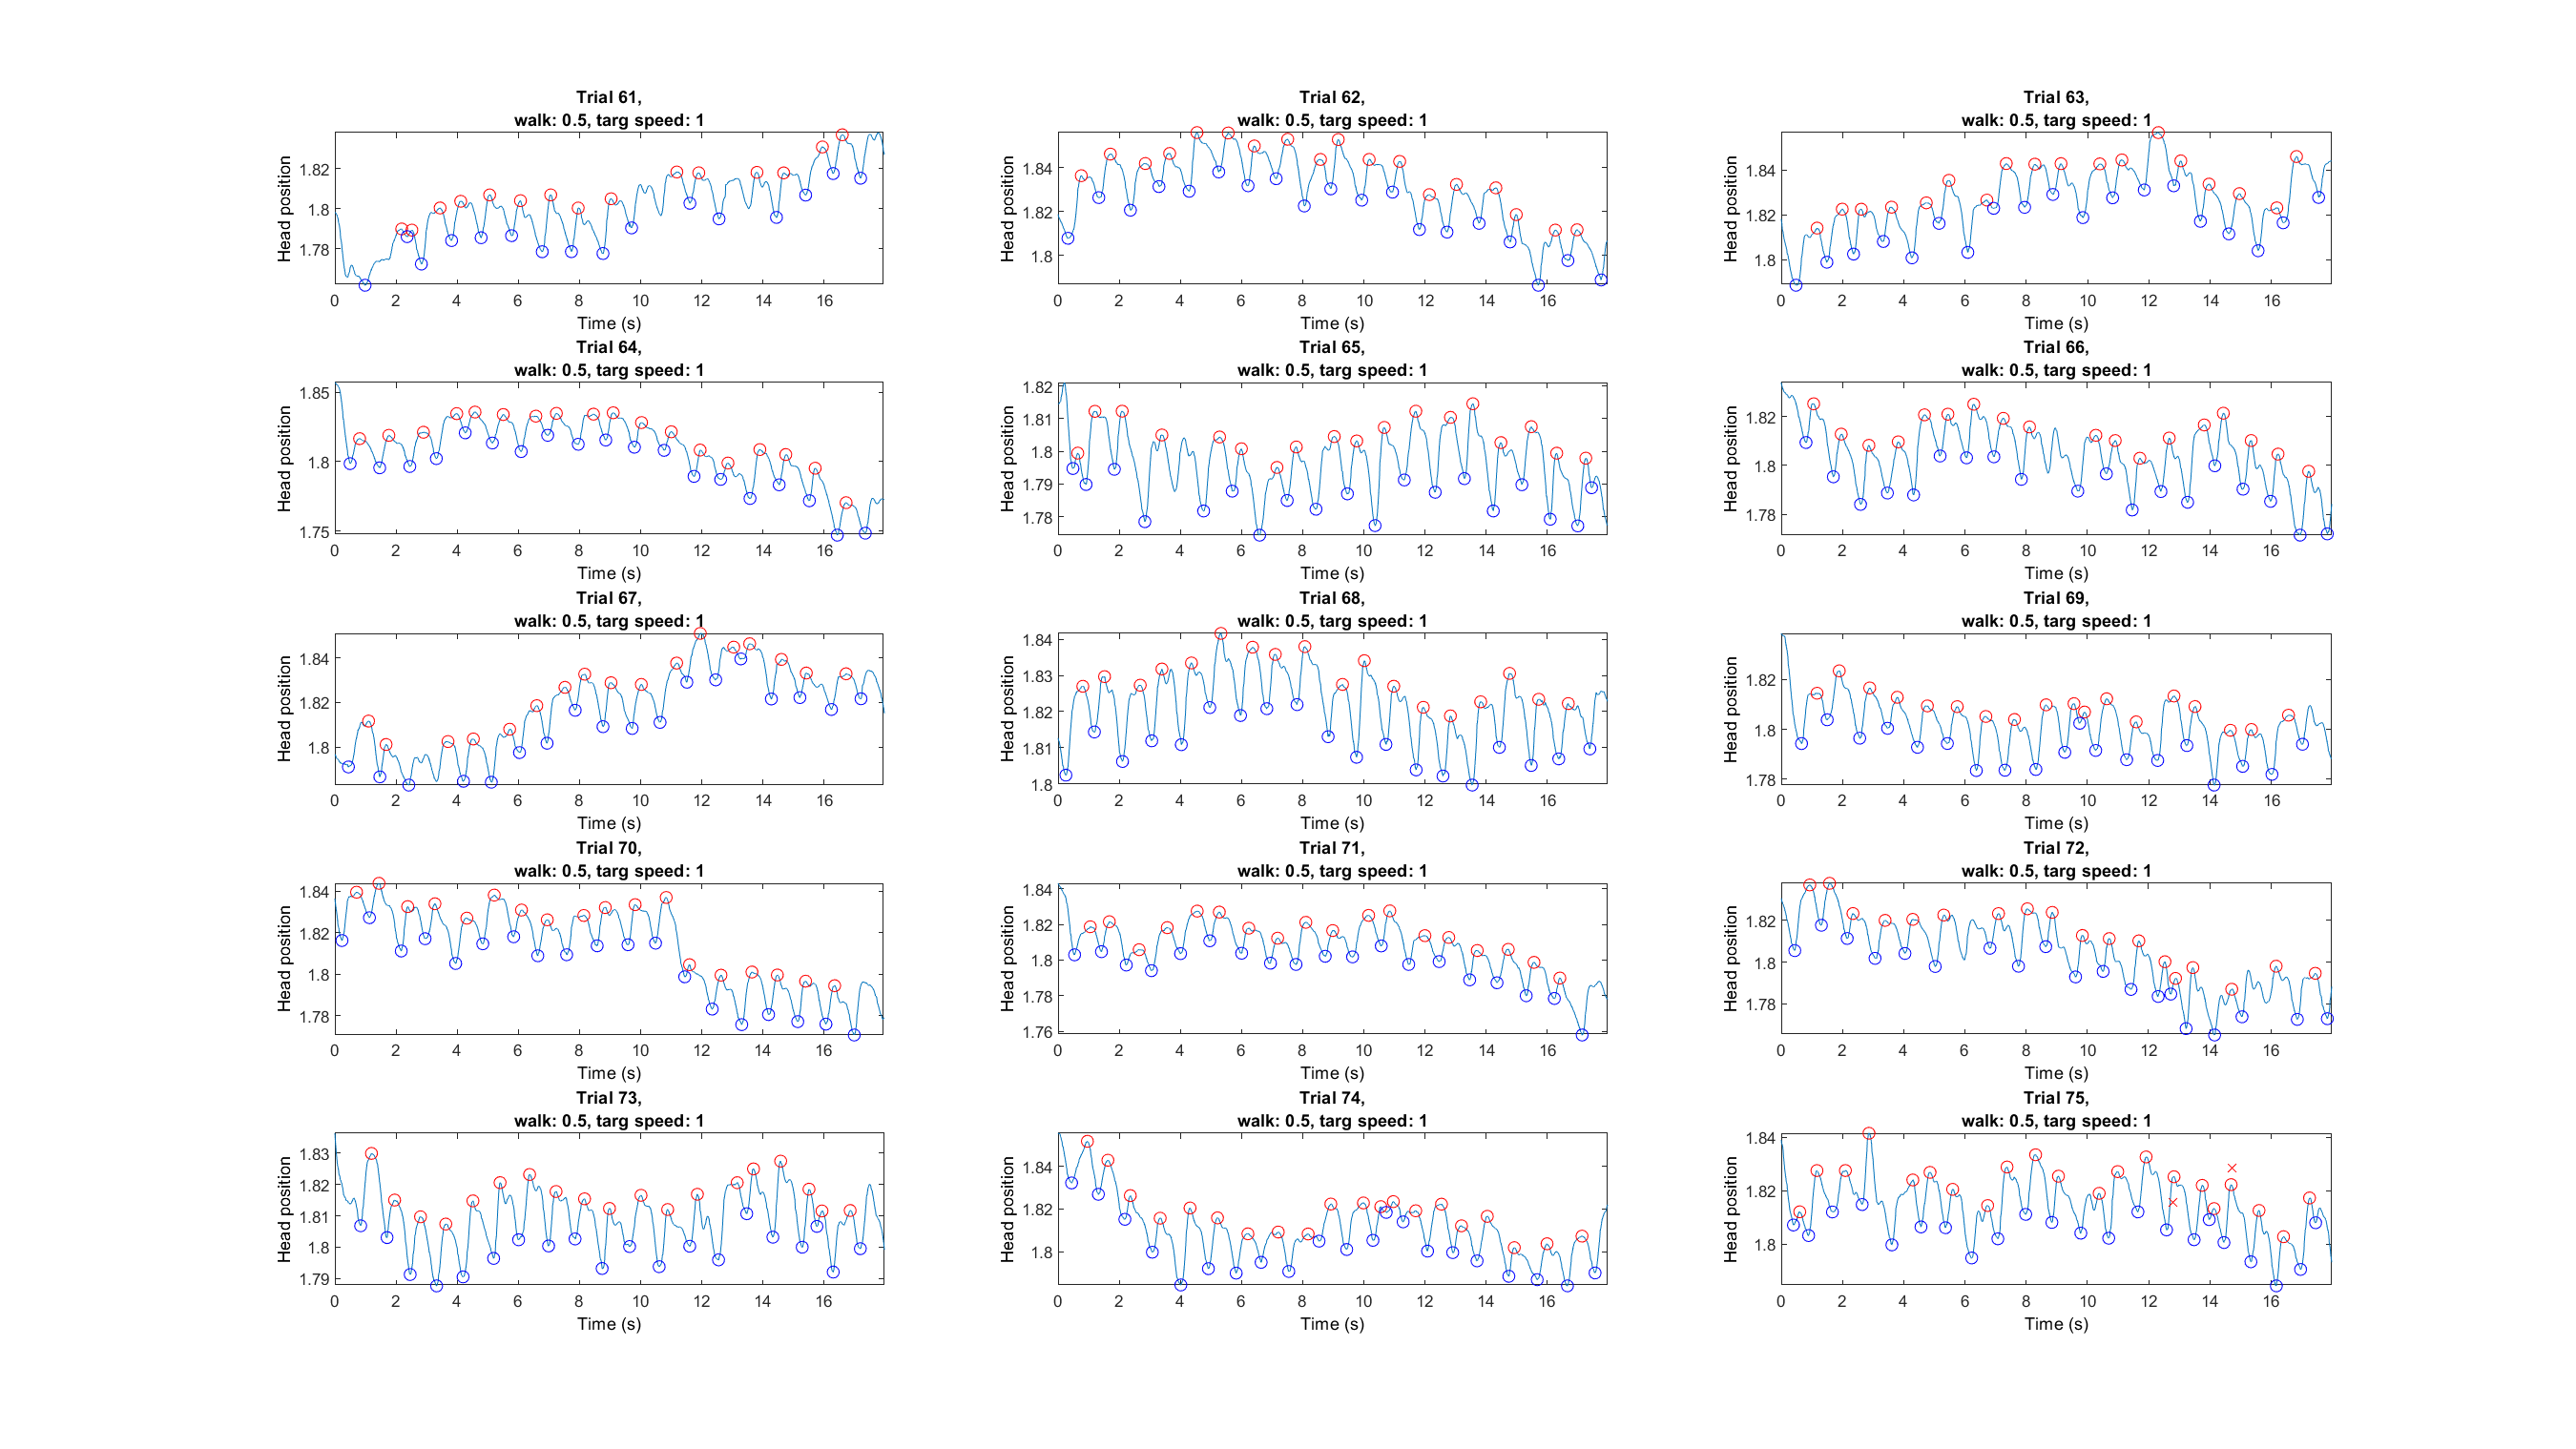 Trial 61,
walk: 0.5, targ speed: 1
Head position
1.82
1.8
1.78
0 2 4 6 8 10 12 14 16
Time (s)
Trial 62,
walk: 0.5, targ speed: 1
Head position
1.84
1.82
1.8
0 2 4 6 8 10 12 14 16
Time (s)
Trial 63,
walk: 0.5, targ speed: 1
Head position
1.84
1.82
1.8
0 2 4 6 8 10 12 14 16
Time (s)
Trial 64,
walk: 0.5, targ speed: 1
Head position
1.85
1.8
1.75
0 2 4 6 8 10 12 14 16
Time (s)
Trial 65,
walk: 0.5, targ speed: 1
Head position
1.82
1.81
1.8
1.79
1.78
0 2 4 6 8 10 12 14 16
Time (s)
Trial 66,
walk: 0.5, targ speed: 1
Head position
1.82
1.8
1.78
0 2 4 6 8 10 12 14 16
Time (s)
Trial 67,
walk: 0.5, targ speed: 1
Head position
1.84
1.82
1.8
0 2 4 6 8 10 12 14 16
Time (s)
Trial 68,
walk: 0.5, targ speed: 1
Head position
1.84
1.83
1.82
1.81
1.8
0 2 4 6 8 10 12 14 16
Time (s)
Trial 69,
walk: 0.5, targ speed: 1
Head position
1.82
1.8
1.78
0 2 4 6 8 10 12 14 16
Time (s)
Trial 70,
walk: 0.5, targ speed: 1
Head position
1.84
1.82
1.8
1.78
0 2 4 6 8 10 12 14 16
Time (s)
Trial 71,
walk: 0.5, targ speed: 1
Head position
1.84
1.82
1.8
1.78
1.76
0 2 4 6 8 10 12 14 16
Time (s)
Trial 72,
walk: 0.5, targ speed: 1
Head position
1.82
1.8
1.78
0 2 4 6 8 10 12 14 16
Time (s)
Trial 73,
walk: 0.5, targ speed: 1
Head position
1.83
1.82
1.81
1.8
1.79
0 2 4 6 8 10 12 14 16
Time (s)
Trial 74,
walk: 0.5, targ speed: 1
Head position
1.84
1.82
1.8
0 2 4 6 8 10 12 14 16
Time (s)
Trial 75,
walk: 0.5, targ speed: 1
Head position
1.84
1.82
1.8
0 2 4 6 8 10 12 14 16
Time (s)